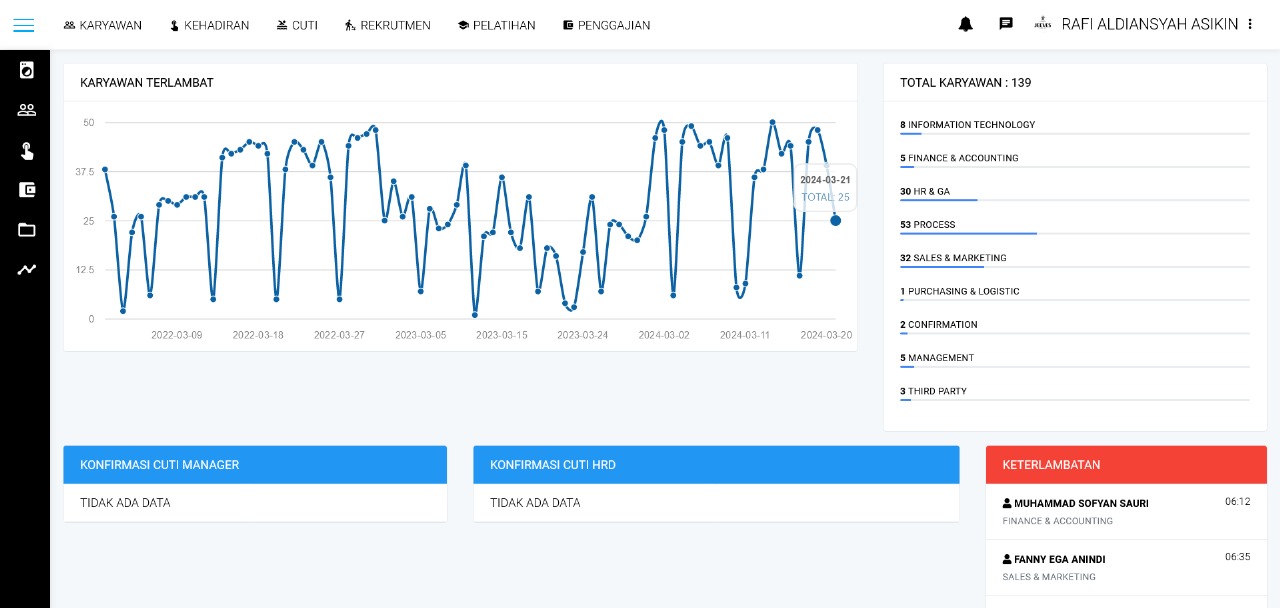 KARYAWAN KEHADIRAN CUTI REKRUTMEN PELATIHAN PENGGAJIAN RAFI ALDIANSYAH ASIKIN
KARYAWAN TERLAMBAT
50
37.5
25
12.5
0
2022-03-09 2022-03-18 2022-03-27 2023-03-05 2023-03-15 2023-03-24 2024-03-02 2024-03-11 2024-03-20
2024-03-21
TOTAL: 25
TOTAL KARYAWAN : 139
8 INFORMATION TECHNOLOGY
5 FINANCE & ACCOUNTING
30 HR & GA
53 PROCESS
32 SALES & MARKETING
1 PURCHASING & LOGISTIC
2 CONFIRMATION
5 MANAGEMENT
3 THIRD PARTY
KONFIRMASI CUTI MANAGER
TIDAK ADA DATA
KONFIRMASI CUTI HRD
TIDAK ADA DATA
KETERLAMBATAN
MUHAMMAD SOFYAN SAURI 06:12
FINANCE & ACCOUNTING
FANNY EGA ANINDI 06:35
SALES & MARKETING